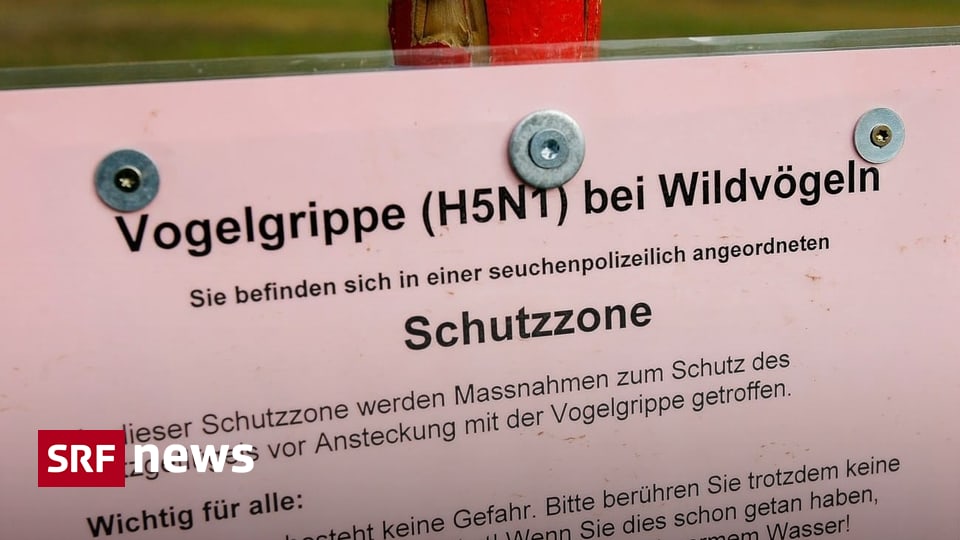 Vogelgrippe (H5N1) bei Wildvögeln
Sie befinden sich in einer seuchenpolizeilich angeordneten
Schutzzone
dieser Schutzzone werden Massnahmen zum Schutz des
vor Ansteckung mit der Vogelgrippe getroffen.
SRF news
Wichtig für alle:
besteht keine Gefahr. Bitte berühren Sie trotzdem keine
Wenn Sie dies schon getan haben,
Wasser!